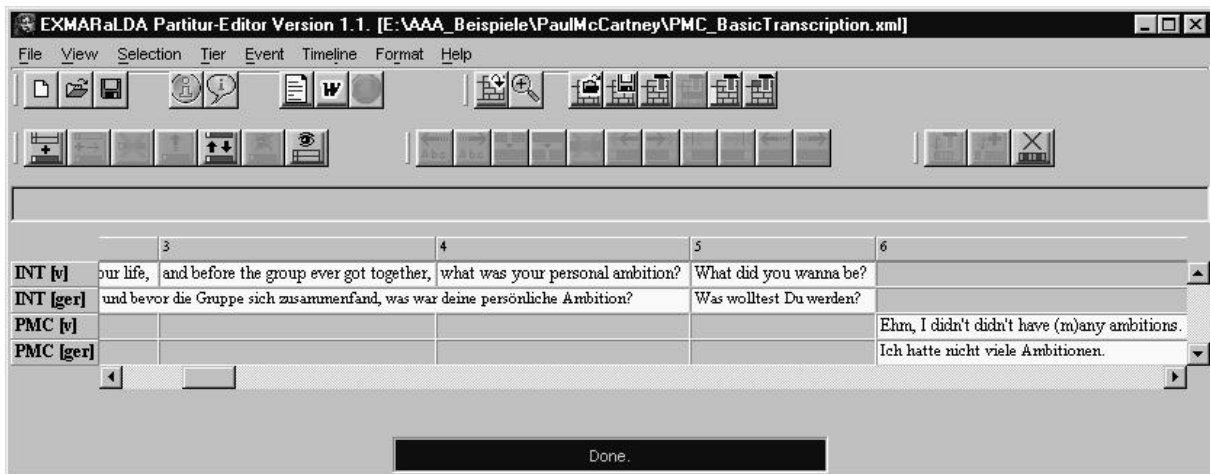 EXMARaLDA Partitur-Editor Version 1.1. [E:\AAA_Beispiele\PaulMcCartney\PMC_BasicTranscription.xml]
File View Selection Tier Event Timeline Format Help
3 4 5 6
INT [v] our life, and before the group ever got together, what was your personal ambition? What did you wanna be?
INT [ger] und bevor die Gruppe sich zusammenfand, was war deine persönliche Ambition? Was wolltest Du werden?
PMC [v] Ehm, I didn't didn't have (m)any ambitions.
PMC [ger] Ich hatte nicht viele Ambitionen.
Done.